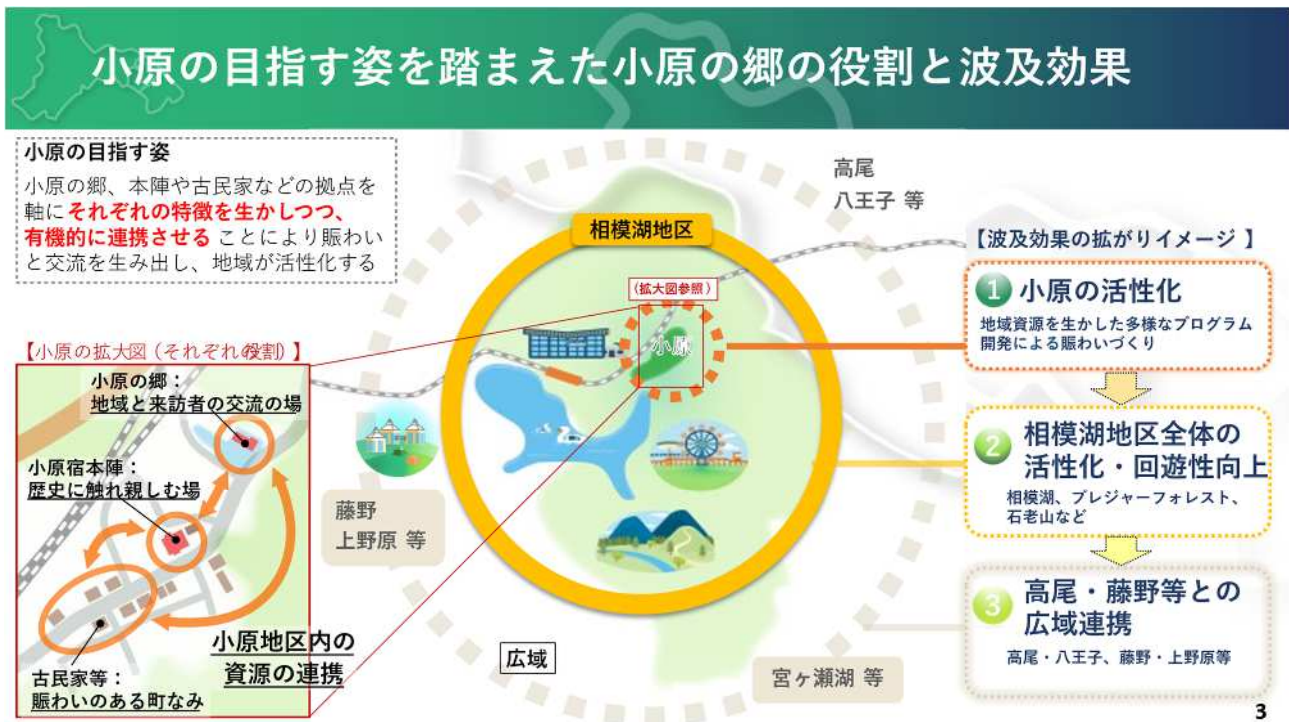 小原の目指す姿を踏まえた小原の郷の役割と波及効果
小原の目指す姿
小原の郷、本陣や古民家などの拠点を
軸にそれぞれの特徴を生かしつつ、
有機的に連携させる ことにより賑わい
と交流を生み出し、地域が活性化する
高尾
八王子 等
相模湖地区
(拡大図参照)
小原
藤野
上野原 等
広域
宮ヶ瀬湖 等
【小原の拡大図(それぞれの役割)】
小原の郷:
地域と来訪者の交流の場
小原宿本陣:
歴史に触れ親しむ場
小原地区内の
資源の連携
古民家等:
賑わいのある町なみ
【波及効果の拡がりイメージ 】
1 小原の活性化
地域資源を生かした多様なプログラム
開発による賑わいづくり
2 相模湖地区全体の
活性化・回遊性向上
相模湖、プレジャーフォレスト、
石老山など
3 高尾・藤野等との
広域連携
高尾・八王子、藤野・上野原等
3